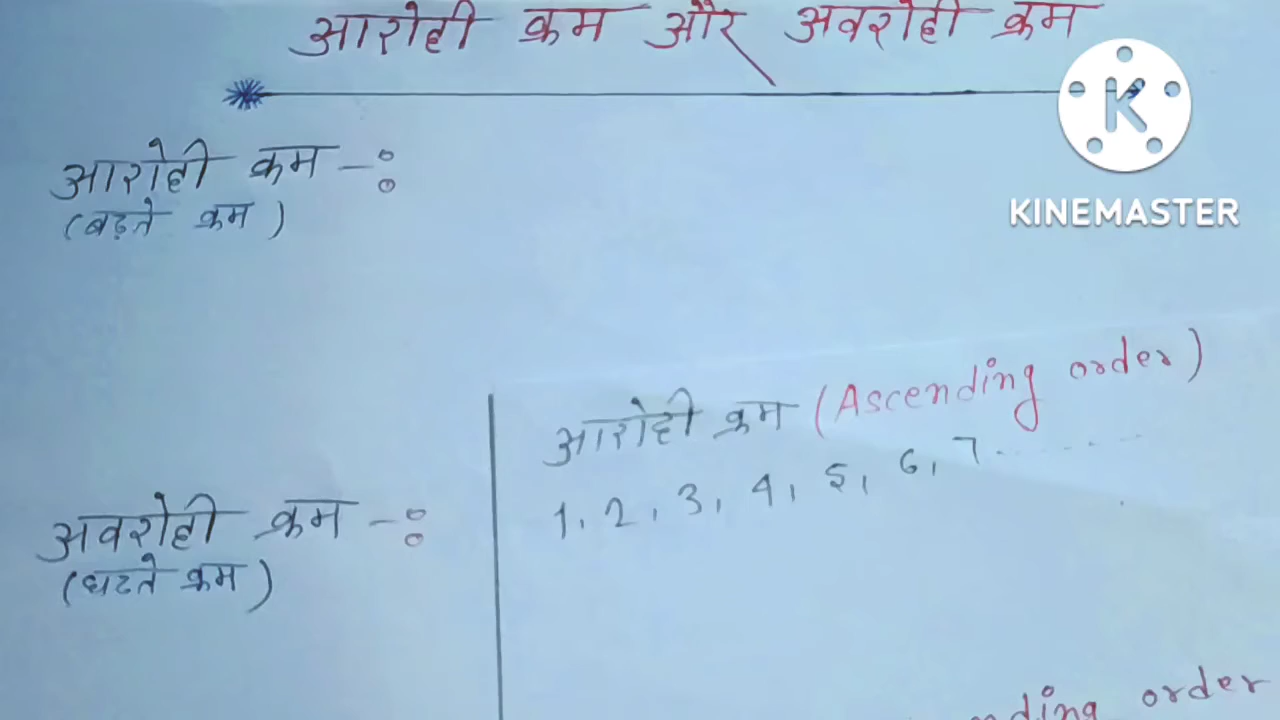 आरोही क्रम और अवरोही क्रम
K
KINEMASTER
आरोही क्रम -:
(बढ़ते क्रम)
आरोही क्रम (Ascending order)
1, 2, 3, 4, 5, 6, 7.........
अवरोही क्रम -:
(घटते क्रम)
order